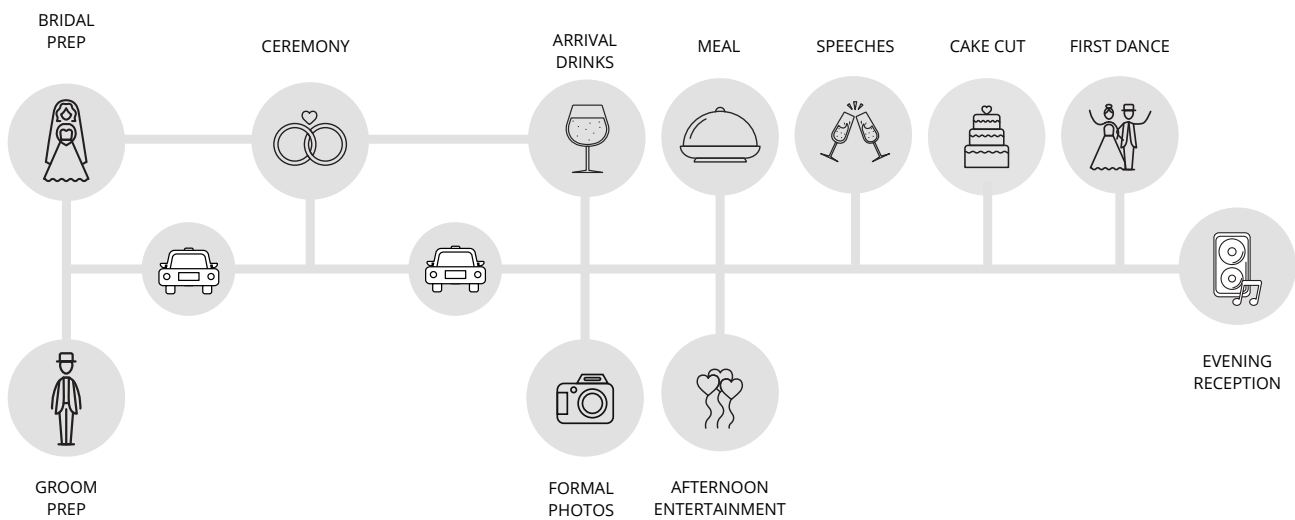 BRIDAL
PREP
CEREMONY
ARRIVAL
DRINKS
MEAL
SPEECHES
CAKE CUT
FIRST DANCE
EVENING
RECEPTION
GROOM
PREP
FORMAL
PHOTOS
AFTERNOON
ENTERTAINMENT